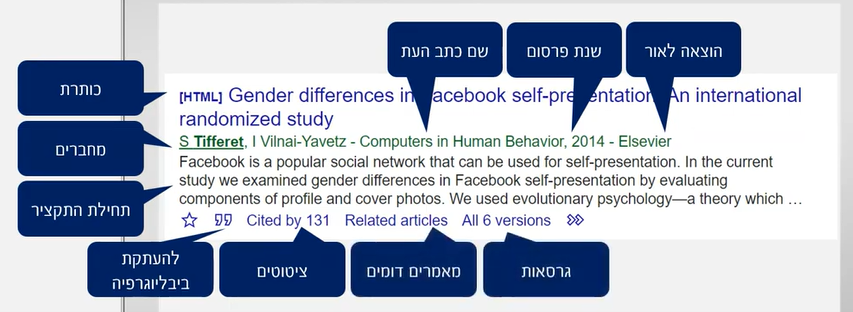 שם כתב העת
שנת פרסום
הוצאה לאור
כותרת
[HTML] Gender differences in Facebook self-presentation: An international
randomized study
מחברים
S Tifferet, I Vilnai-Yavetz - Computers in Human Behavior, 2014 - Elsevier
תחילת התקציר
Facebook is a popular social network that can be used for self-presentation. In the current
study we examined gender differences in Facebook self-presentation by evaluating
components of profile and cover photos. We used evolutionary psychology—a theory which ...
Cited by 131 Related articles All 6 versions
להעתקת
ביבליוגרפיה
ציטוטים
מאמרים דומים
גרסאות